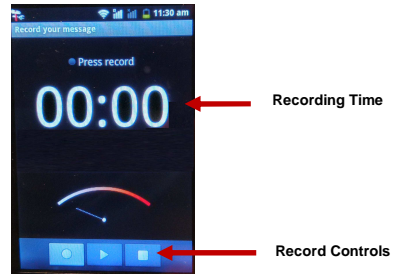 11:30 am
Record your message
Press record
00:00
Recording Time
Record Controls